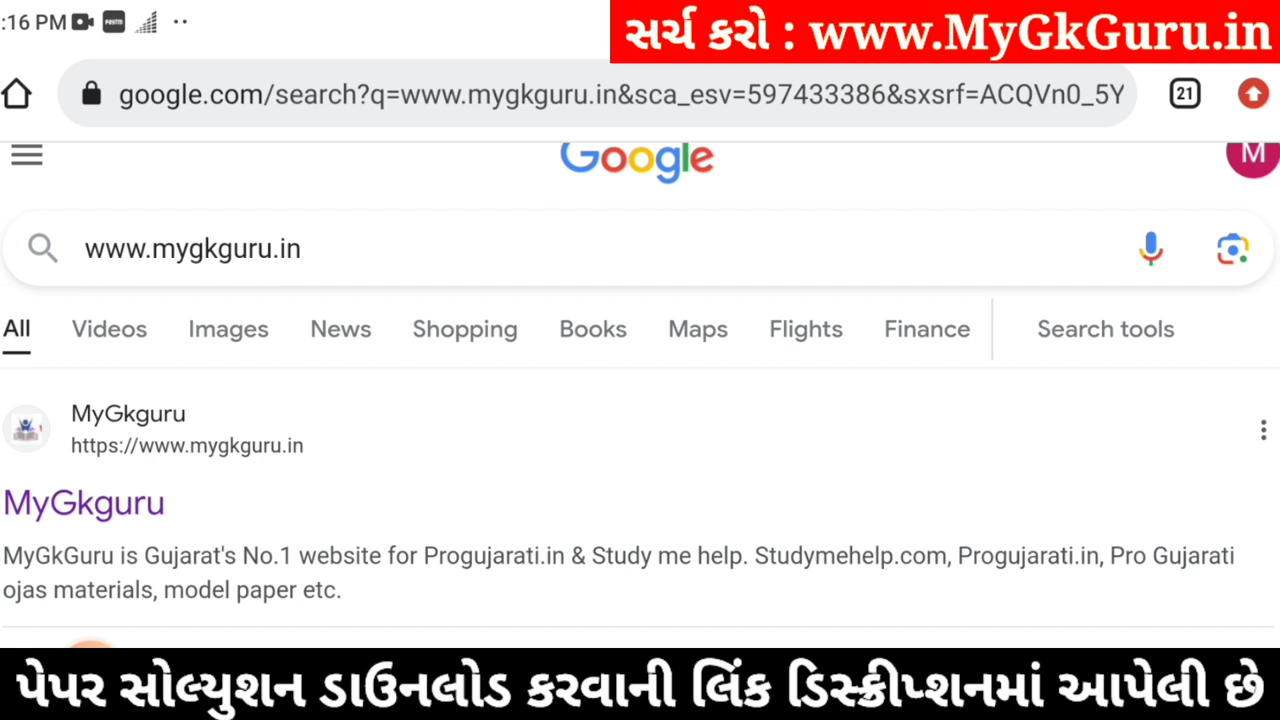 :16 PM
સર્ચ કરો : www.MyGkGuru.in
google.com/search?q=www.mygkguru.in&sca_esv=597433386&sxsrf=ACQVn0_5Y
21
Google
M
www.mygkguru.in
All Videos Images News Shopping Books Maps Flights Finance Search tools
MyGkguru
https://www.mygkguru.in
MyGkguru
MyGkGuru is Gujarat's No.1 website for Progujarati.in & Study me help. Studymehelp.com, Progujarati.in, Pro Gujarati
ojas materials, model paper etc.
પેપર સોલ્યુશન ડાઉનલોડ કરવાની લિંક ડિસ્ક્રીપ્શનમાં આપેલી છે